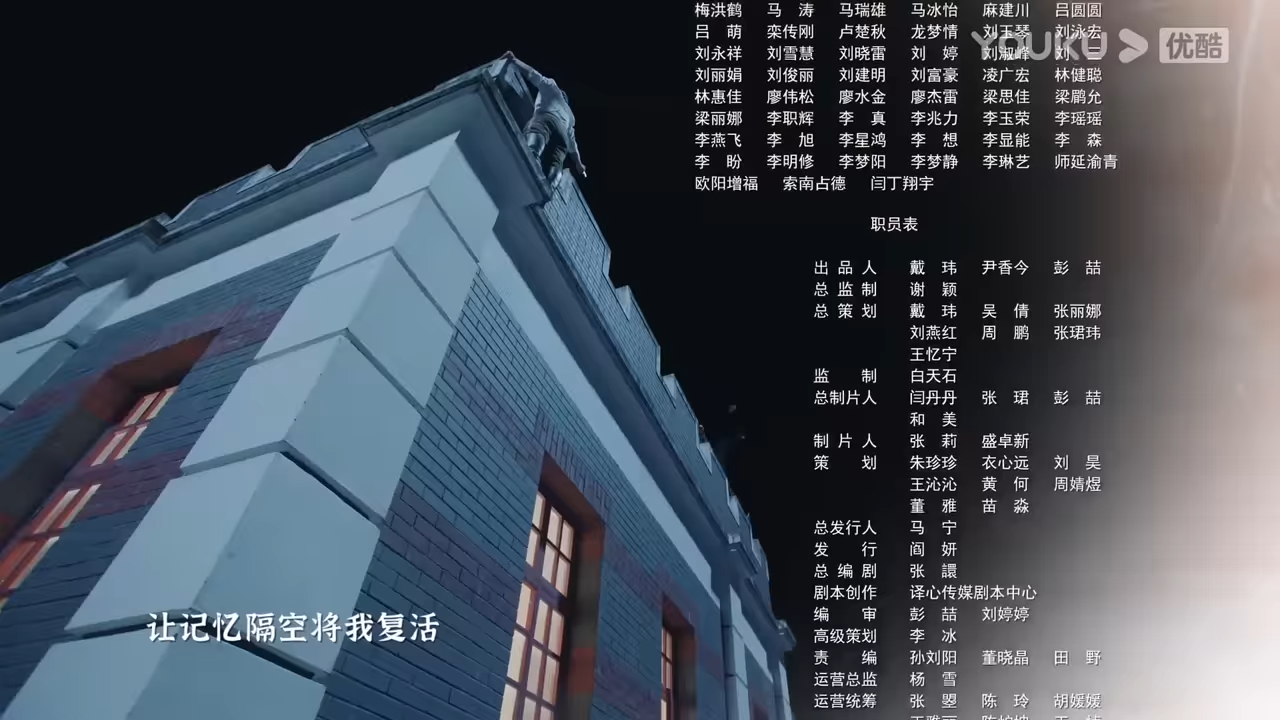 梅洪鹤 马 涛 马瑞雄 马冰怡 麻建川 吕圆圆
吕 萌 栾传刚 卢楚秋 龙梦情 刘玉琴 刘泳宏
YOUKU 优酷
刘永祥 刘雪慧 刘晓雷 刘 婷 刘淑峰 刘 二
刘丽娟 刘俊丽 刘建明 刘富豪 凌广宏 林健聪
林惠佳 廖伟松 廖水金 廖杰雷 梁思佳 梁鹛允
梁丽娜 李职辉 李 真 李兆力 李玉荣 李瑶瑶
李燕飞 李 旭 李星鸿 李 想 李显能 李 森
李 盼 李明修 李梦阳 李梦静 李琳艺 师延渝青
欧阳增福 索南占德 闫丁翔宇
职员表
出品人 戴 玮 尹香今 彭 喆
总监制 谢 颖
总策划 戴 玮 吴 倩 张丽娜
刘燕红 周 鹏 张珺玮
王忆宁
监 制 白天石
总制片人 闫丹丹 张 珺 彭 喆
和 美
制片人 张 莉 盛卓新
策 划 朱珍珍 衣心远 刘 昊
王沁沁 黄 何 周婧煜
董 雅 苗 淼
总发行人 马 宁
发 行 阎 妍
总编剧 张 譞
剧本创作 译心传媒剧本中心
编 审 彭 喆 刘婷婷
高级策划 李 冰
责 编 孙刘阳 董晓晶 田 野
运营总监 杨 雪
运营统筹 张 曌 陈 玲 胡媛媛
让记忆隔空将我复活